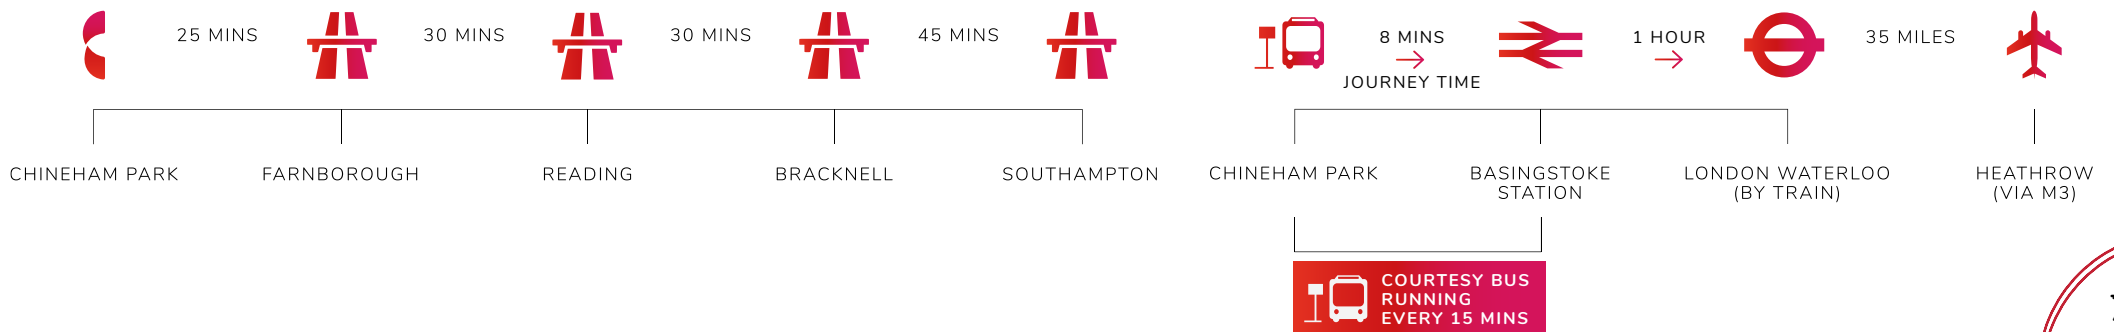 25 MINS
30 MINS
30 MINS
45 MINS
CHINEHAM PARK
FARNBOROUGH
READING
BRACKNELL
SOUTHAMPTON
8 MINS
JOURNEY TIME
1 HOUR
35 MILES
CHINEHAM PARK
BASINGSTOKE
STATION
LONDON WATERLOO
(BY TRAIN)
HEATHROW
(VIA M3)
COURTESY BUS
RUNNING
EVERY 15 MINS